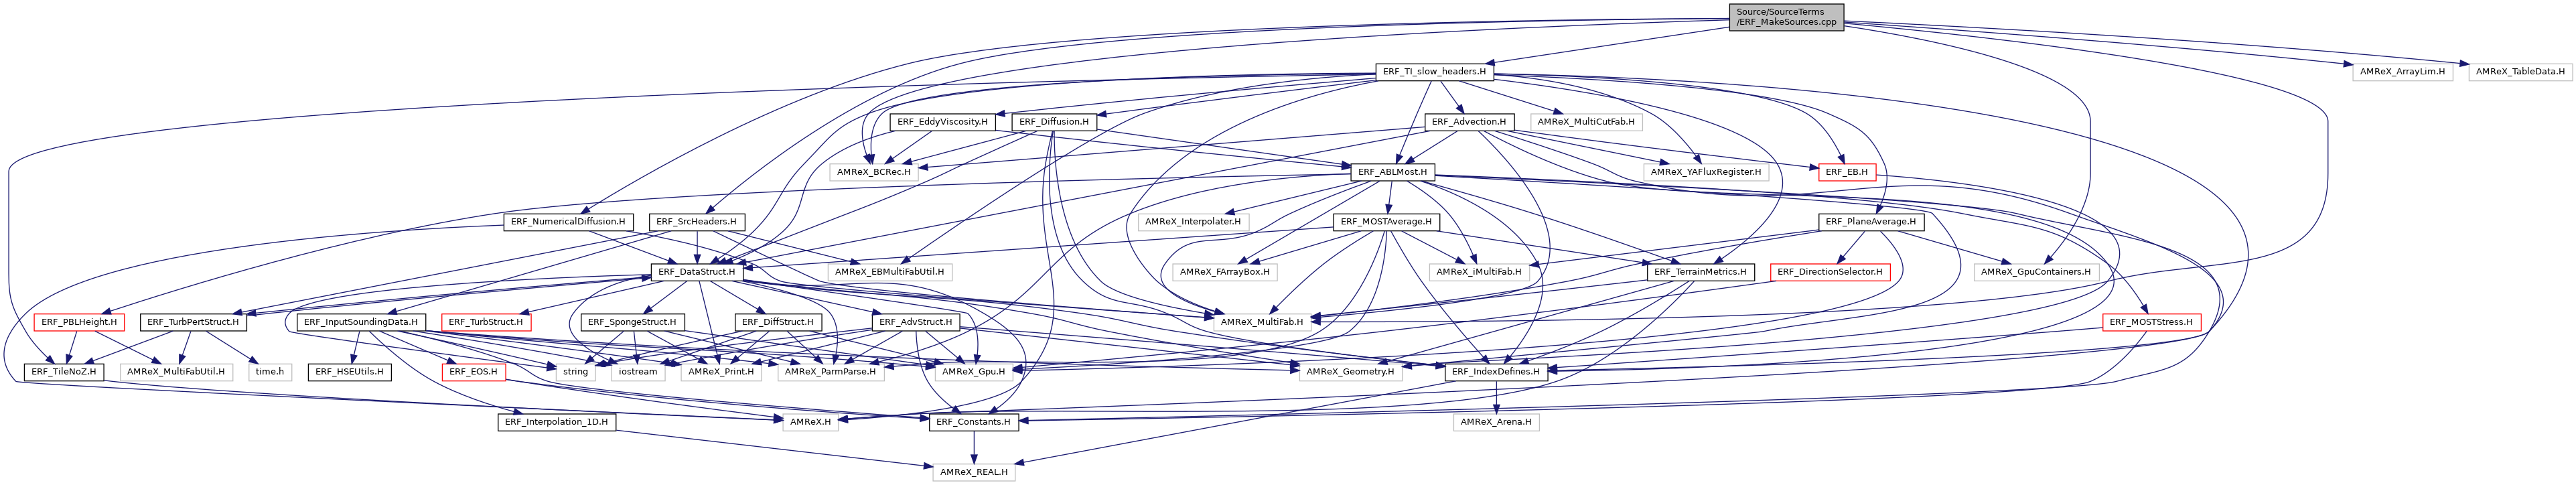 Source/SourceTerms
/ERF_MakeSources.cpp
ERF_TI_slow_headers.H
AMReX_ArrayLim.H
AMReX_TableData.H
ERF_EddyViscosity.H
ERF_Diffusion.H
ERF_Advection.H
AMReX_MultiCutFab.H
AMReX_BCRec.H
ERF_ABLMost.H
AMReX_YAFluxRegister.H
ERF_EB.H
ERF_NumericalDiffusion.H
ERF_SrcHeaders.H
AMReX_Interpolater.H
ERF_MOSTAverage.H
ERF_PlaneAverage.H
ERF_DataStruct.H
AMReX_EBMultiFabUtil.H
AMReX_FArrayBox.H
AMReX_iMultiFab.H
ERF_TerrainMetrics.H
ERF_DirectionSelector.H
AMReX_GpuContainers.H
ERF_PBLHeight.H
ERF_TurbPertStruct.H
ERF_InputSoundingData.H
ERF_TurbStruct.H
ERF_SpongeStruct.H
ERF_DiffStruct.H
ERF_AdvStruct.H
AMReX_MultiFab.H
ERF_MOSTStress.H
ERF_TileNoZ.H
AMReX_MultiFabUtil.H
time.h
ERF_HSEUtils.H
ERF_EOS.H
string
iostream
AMReX_Print.H
AMReX_ParmParse.H
AMReX_Gpu.H
AMReX_Geometry.H
ERF_IndexDefines.H
ERF_Interpolation_1D.H
AMReX.H
ERF_Constants.H
AMReX_Arena.H
AMReX_REAL.H